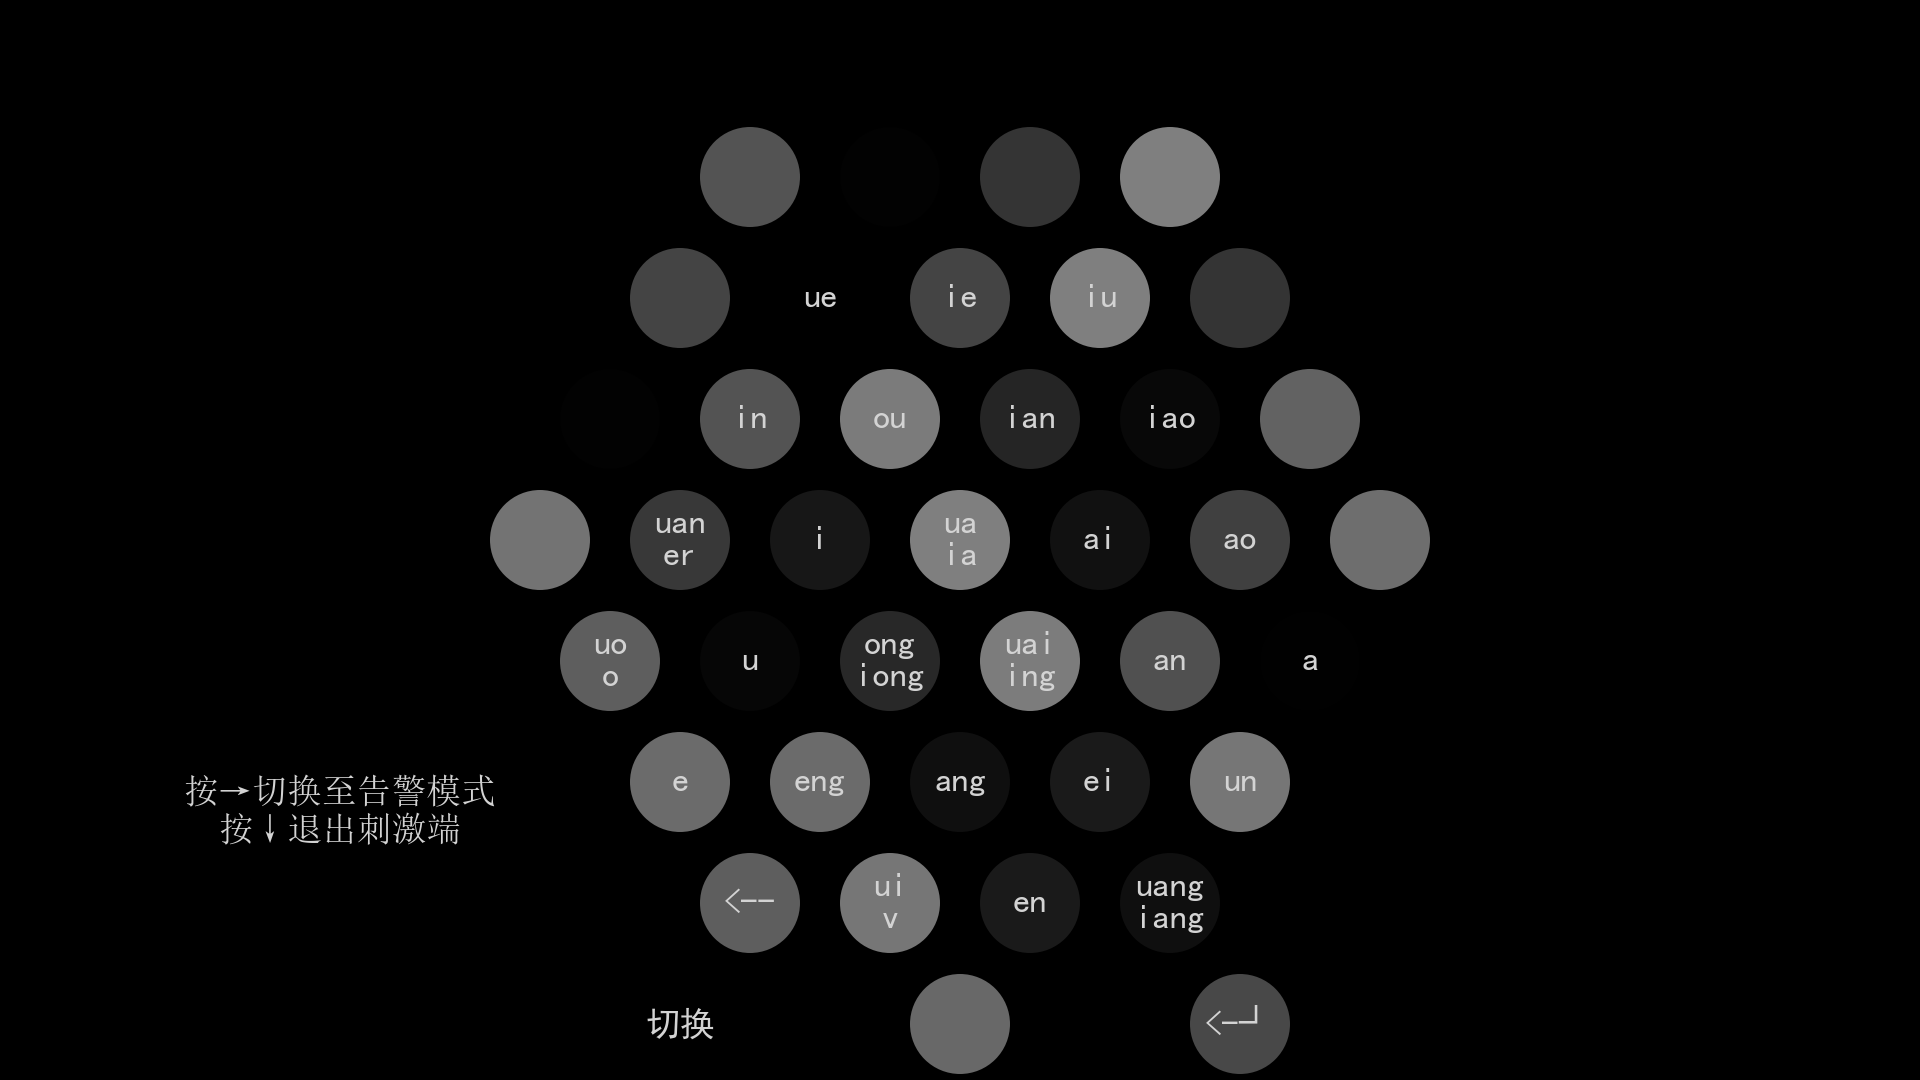 ue ie iu
in ou ian iao
uan
er
i
ua
ia
ai
ao
uo
o
u
ong
iong
uai
ing
an
a
按→切换至告警模式
按↓退出刺激端
e eng ang ei un
<--
ui
v
en
uang
iang
切换
<-┘